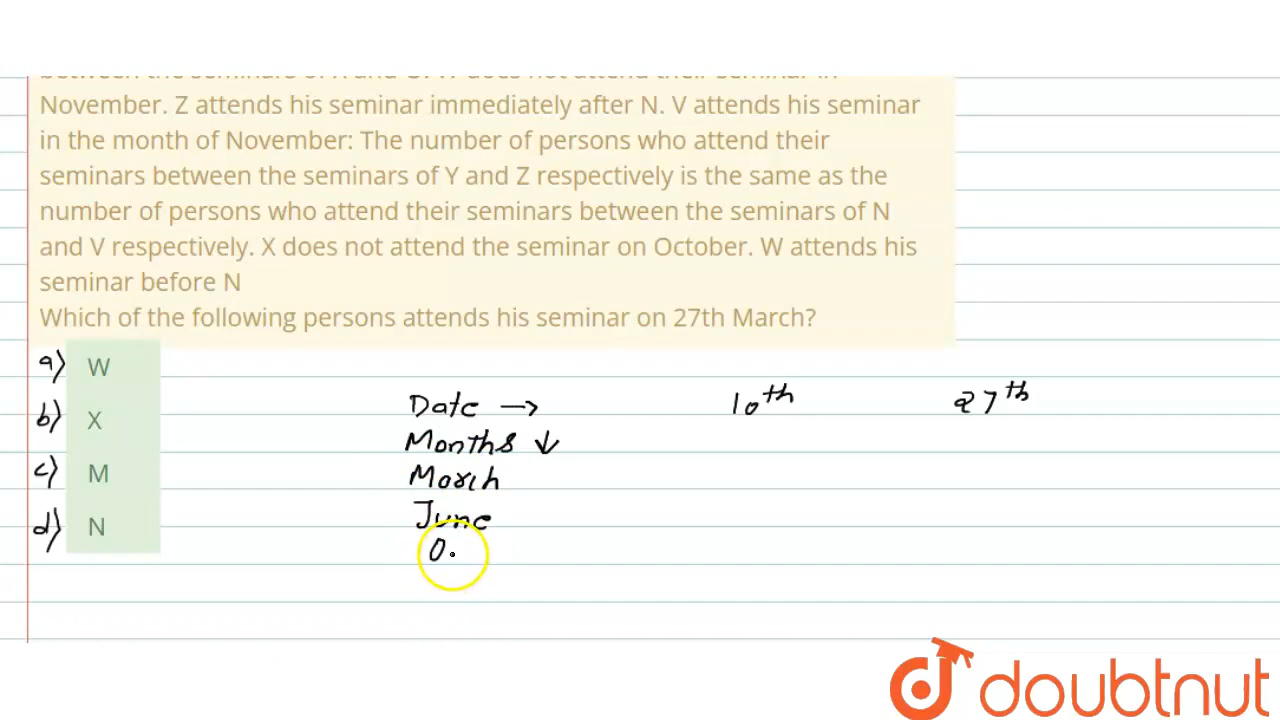 November. Z attends his seminar immediately after N. V attends his seminar
in the month of November: The number of persons who attend their
seminars between the seminars of Y and Z respectively is the same as the
number of persons who attend their seminars between the seminars of N
and V respectively. X does not attend the seminar on October. W attends his
seminar before N
Which of the following persons attends his seminar on 27th March?
a) W
b) X
c) M
d) N
Date → 10th 27th
Months ↓
March
June
O
doubtnut